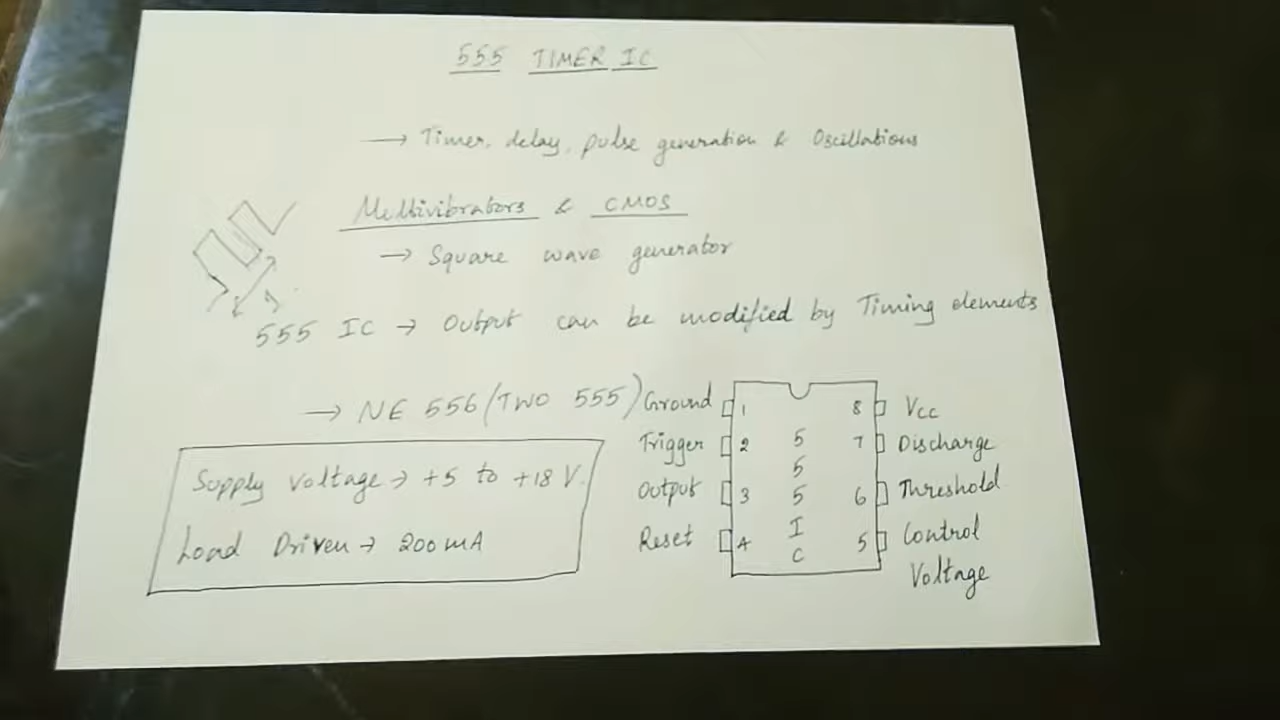 555 TIMER IC
→ Timer, delay, pulse generation & Oscillations
Multivibrators & CMOS
→ Square wave generator
555 IC → Output can be modified by Timing elements
→ NE 556 (TWO 555)
Supply voltage → +5 to +18 V.
Load Driven → 200 mA
Ground 1 8 Vcc
Trigger 2 5 7 Discharge
5
Output 3 5 6 Threshold
I
Reset 4 C 5 Control
Voltage